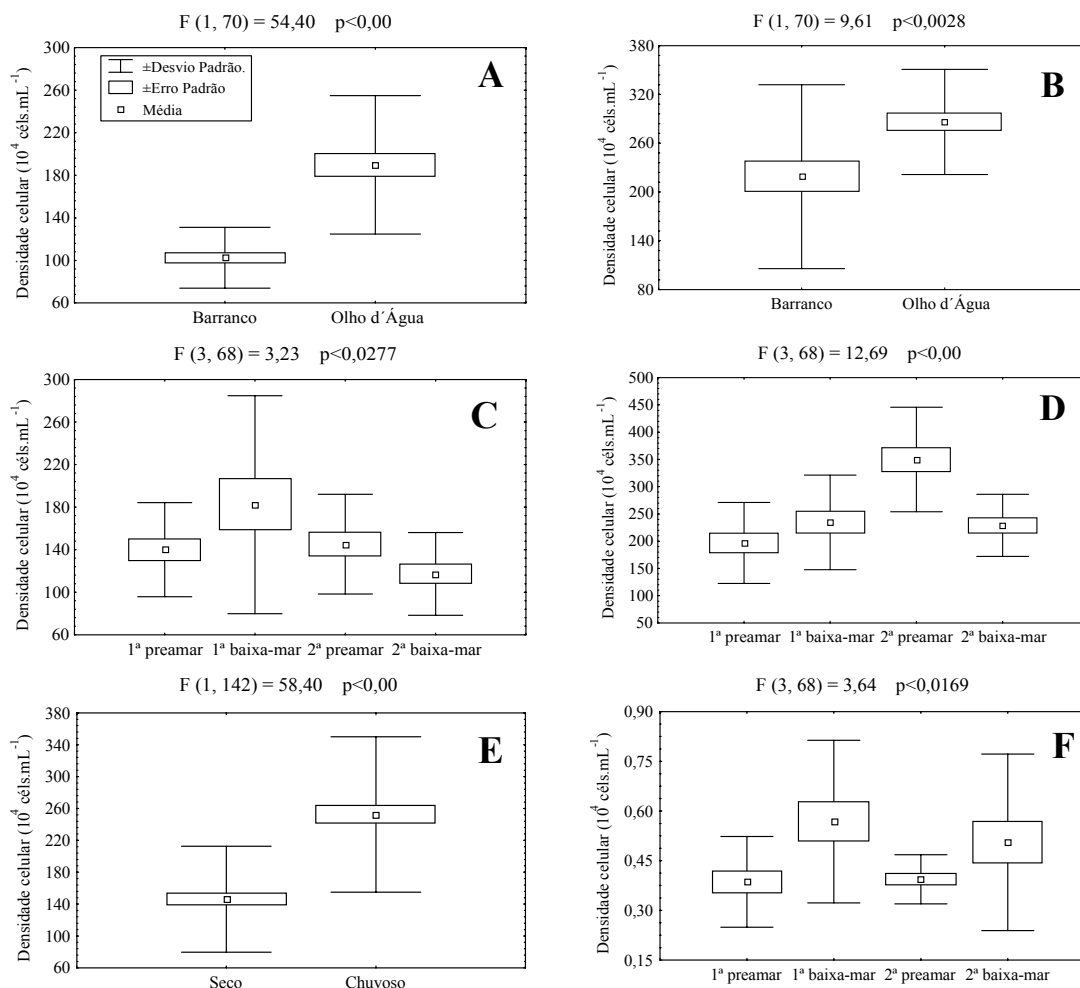 F (1, 70) = 54,40 p<0,00
Densidade celular (10⁴ céls.mL⁻¹)
300
260
220
180
140
100
60
±Desvio Padrão.
±Erro Padrão
Média
A
Barranco Olho d´Água
F (1, 70) = 9,61 p<0,0028
Densidade celular (10⁴ céls.mL⁻¹)
380
320
260
200
140
80
B
Barranco Olho d´Água
F (3, 68) = 3,23 p<0,0277
Densidade celular (10⁴ céls.mL⁻¹)
300
260
220
180
140
100
60
C
1ª preamar 1ª baixa-mar 2ª preamar 2ª baixa-mar
F (3, 68) = 12,69 p<0,00
Densidade celular (10⁴ céls.mL⁻¹)
500
450
400
350
300
250
200
150
100
50
D
1ª preamar 1ª baixa-mar 2ª preamar 2ª baixa-mar
F (1, 142) = 58,40 p<0,00
Densidade celular (10⁴ céls.mL⁻¹)
380
340
300
260
220
180
140
100
60
E
Seco Chuvoso
F (3, 68) = 3,64 p<0,0169
Densidade celular (10⁴ céls.mL⁻¹)
0,90
0,75
0,60
0,45
0,30
0,15
F
1ª preamar 1ª baixa-mar 2ª preamar 2ª baixa-mar